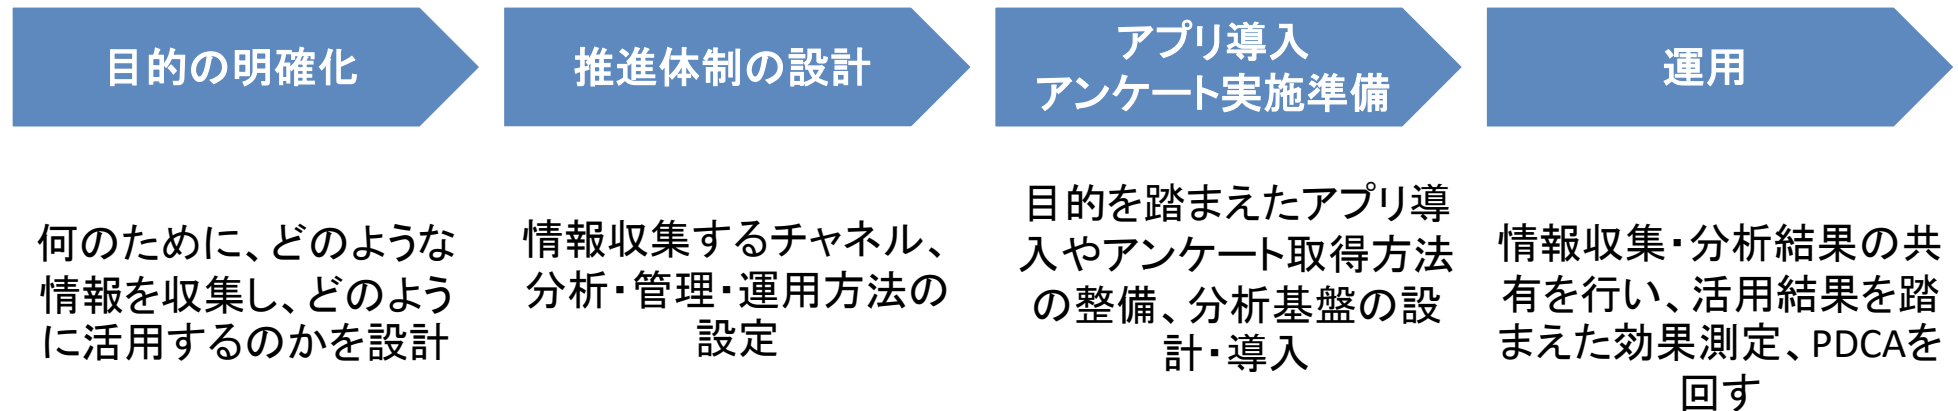 目的の明確化
何のために、どのような
情報を収集し、どのよう
に活用するのかを設計
推進体制の設計
情報収集するチャネル、
分析・管理・運用方法の
設定
アプリ導入
アンケート実施準備
目的を踏まえたアプリ導
入やアンケート取得方法
の整備、分析基盤の設
計・導入
運用
情報収集・分析結果の共
有を行い、活用結果を踏
まえた効果測定、PDCAを
回す